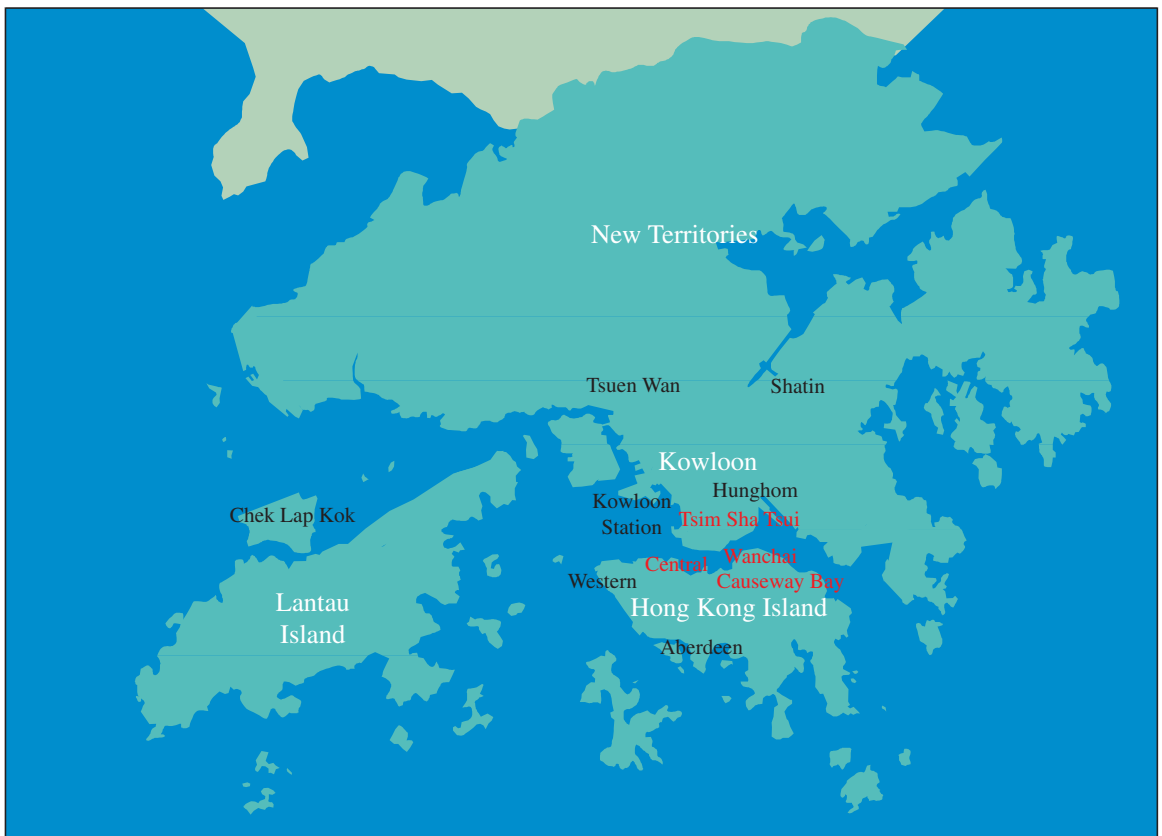 New Territories
Tsuen Wan
Shatin
Kowloon
Hunghom
Kowloon
Station
Tsim Sha Tsui
Chek Lap Kok
Central
Wanchai
Western
Causeway Bay
Lantau
Island
Hong Kong Island
Aberdeen